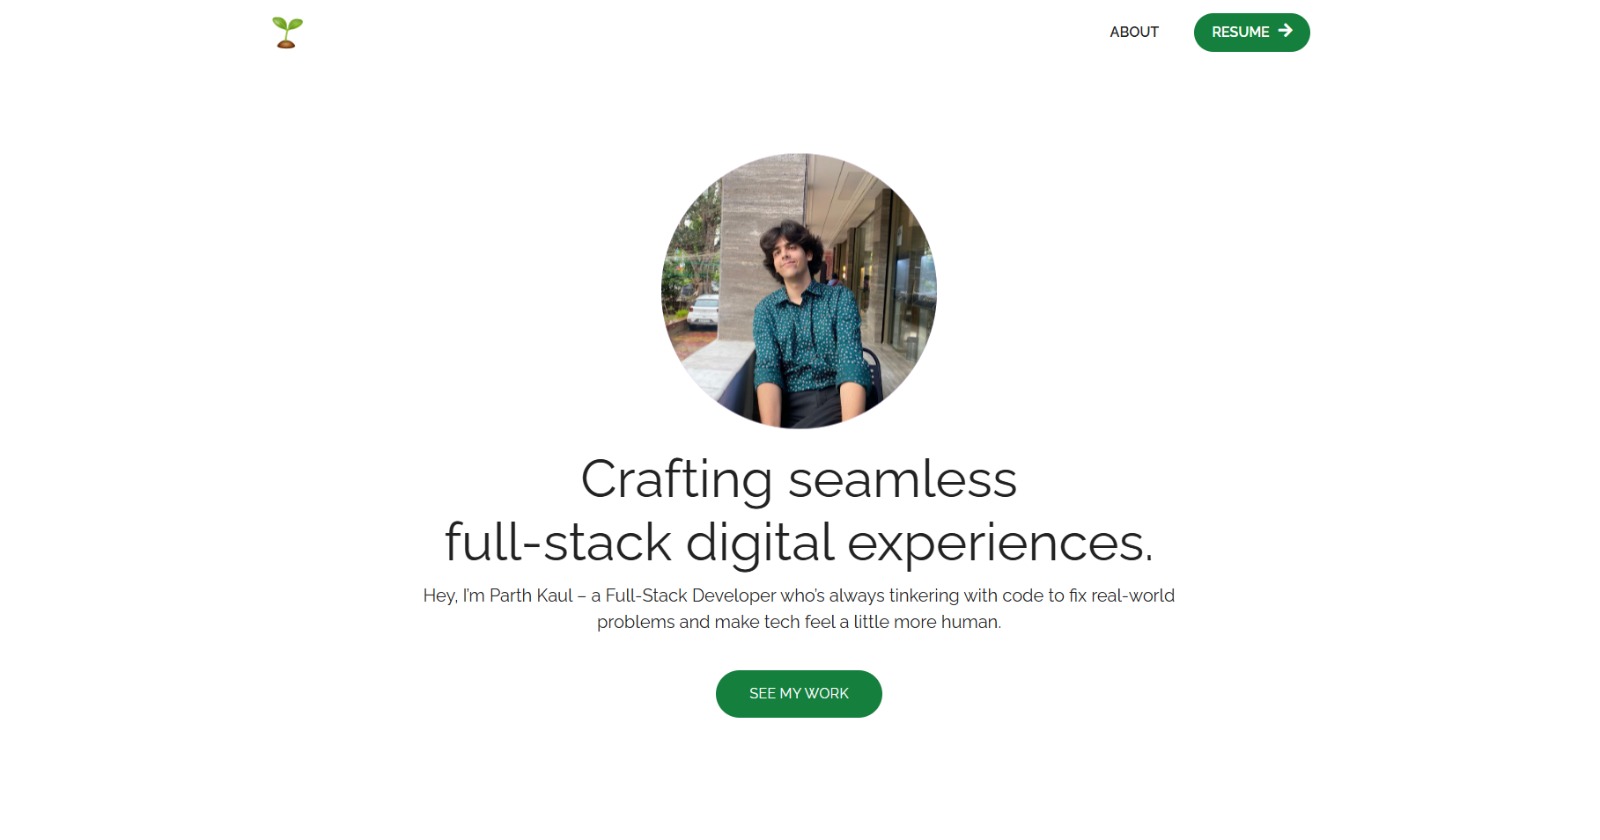 ABOUT
RESUME
Crafting seamless
full-stack digital experiences.
Hey, I'm Parth Kaul – a Full-Stack Developer who's always tinkering with code to fix real-world
problems and make tech feel a little more human.
SEE MY WORK